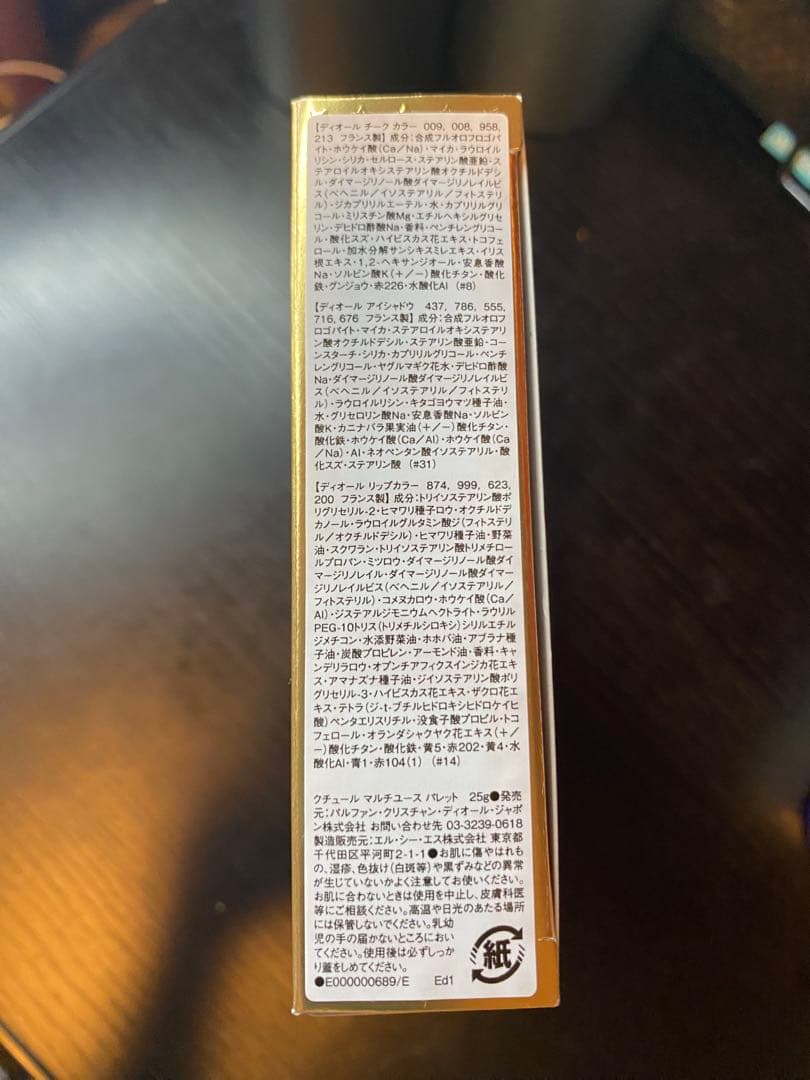 【ディオール チーク カラー 009, 008, 958,
213 フランス製】成分:合成フルオロフロゴパ
イト・ホウケイ酸(Ca/Na)・マイカ・ラウロイル
リシン・シリカ・セルロース・ステアリン酸亜鉛・ス
テアロイルオキシステアリン酸オクチルドデシ
ル・ダイマージリノール酸ダイマージリノレイルビ
ス(ベヘニル/イソステアリル/フィトステリ
ル)・ジカプリリルエーテル・水・カプリリルグリ
コール・ミリスチン酸Mg・エチルヘキシルグリセ
リン・デヒドロ酢酸Na・香料・ペンチレングリコー
ル・酸化スズ・ハイビスカス花エキス・トコフェ
ロール・加水分解サンシキスミレエキス・イリス
根エキス・1,2-ヘキサンジオール・安息香酸
Na・ソルビン酸K(+/−)酸化チタン・酸化
鉄・グンジョウ・赤226・水酸化Al (#8)
【ディオール アイシャドウ 437, 786, 555,
716, 676 フランス製】成分:合成フルオロフ
ロゴパイト・マイカ・ステアロイルオキシステアリ
ン酸オクチルドデシル・ステアリン酸亜鉛・コー
ンスターチ・シリカ・カプリリルグリコール・ペンチ
レングリコール・ヤグルマギク花水・デヒドロ酢酸
Na・ダイマージリノール酸ダイマージリノレイルビ
ス(ベヘニル/イソステアリル/フィトステリ
ル)・ラウロイルリシン・キタゴヨウマツ種子油・
水・グリセロリン酸Na・安息香酸Na・ソルビン
酸K・カニナバラ果実油(+/−)酸化チタン・
酸化鉄・ホウケイ酸(Ca/Al)・ホウケイ酸(Ca
/Na)・Al・ネオペンタン酸イソステアリル・酸
化スズ・ステアリン酸 (#31)
【ディオール リップカラー 874, 999, 623,
200 フランス製】成分:トリイソステアリン酸ポ
リグリセリル-2・ヒマワリ種子ロウ・オクチルドデ
カノール・ラウロイルグルタミン酸ジ(フィトステリ
ル/オクチルドデシル)・ヒマワリ種子油・野菜
油・スクワラン・トリイソステアリン酸トリメチロー
ルプロパン・ミツロウ・ダイマージリノール酸ダイ
マージリノレイル・ダイマージリノール酸ダイマー
ジリノレイルビス(ベヘニル/イソステアリル/
フィトステリル)・コメヌカロウ・ホウケイ酸(Ca/
Al)・ジステアルジモニウムヘクトライト・ラウリル
PEG-10トリス(トリメチルシロキシ)シリルエチル
ジメチコン・水添野菜油・ホホバ油・アブラナ種
子油・炭酸プロピレン・アーモンド油・香料・キャ
ンデリラロウ・オプンチアフィクスインジカ花エキ
ス・アマナズナ種子油・ジイソステアリン酸ポリ
グリセリル-3・ハイビスカス花エキス・ザクロ花エ
キス・テトラ(ジ-t-ブチルヒドロキシヒドロケイヒ
酸)ペンタエリスリチル・没食子酸プロピル・トコ
フェロール・オランダシャクヤク花エキス(+/
−)酸化チタン・酸化鉄・黄5・赤202・黄4・水
酸化Al・青1・赤104(1) (#14)
クチュール マルチユース パレット 25g●発売
元:パルファン・クリスチャン・ディオール・ジャポ
ン株式会社 お問い合わせ先 03-3239-0618
製造販売元:エル・シー・エス株式会社 東京都
千代田区平河町2-1-1●お肌に傷やはれも
の、湿疹、色抜け(白斑等)や黒ずみなどの異常
が生じていないかよく注意してお使いください。
お肌に合わないときは使用を中止し、皮膚科医
等にご相談ください。高温や日光のあたる場所
には保管しないでください。乳幼
児の手の届かないところにおい
てください。使用後は必ずしっか
り蓋をしめてください。
●E000000689/E Ed1
紙